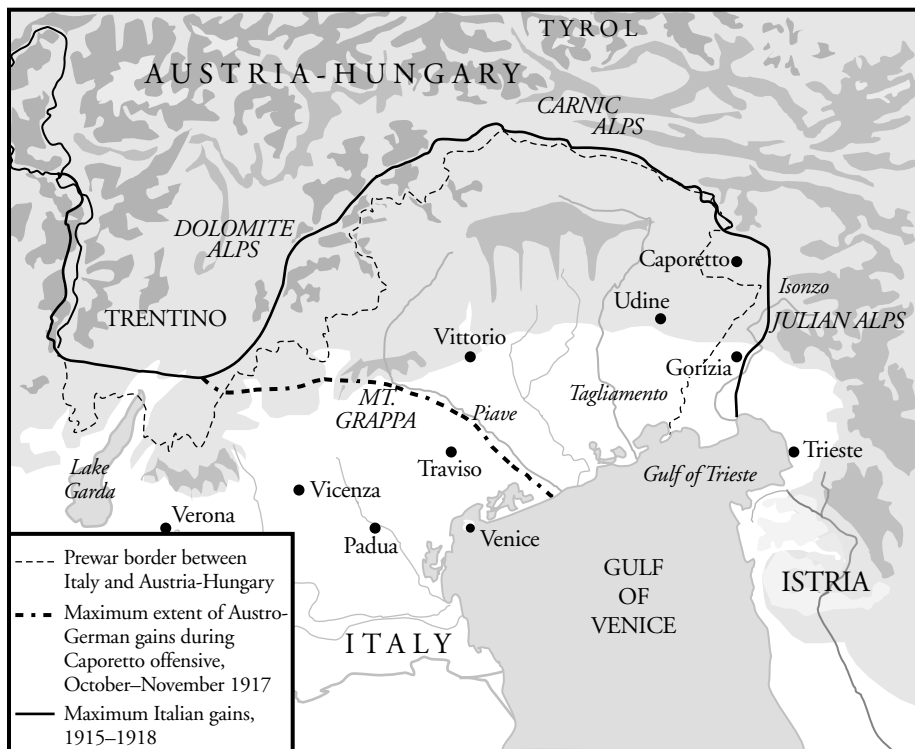 TYROL
AUSTRIA-HUNGARY
CARNIC
ALPS
DOLOMITE
ALPS
Caporetto
Isonzo
TRENTINO
Udine
JULIAN ALPS
Vittorio
Gorizia
MT.
GRAPPA
Piave
Tagliamento
Lake
Garda
Traviso
Gulf of Trieste
Trieste
Vicenza
Verona
Padua
Venice
GULF
OF
VENICE
ISTRIA
ITALY
Prewar border between
Italy and Austria-Hungary
Maximum extent of Austro-
German gains during
Caporetto offensive,
October–November 1917
Maximum Italian gains,
1915–1918